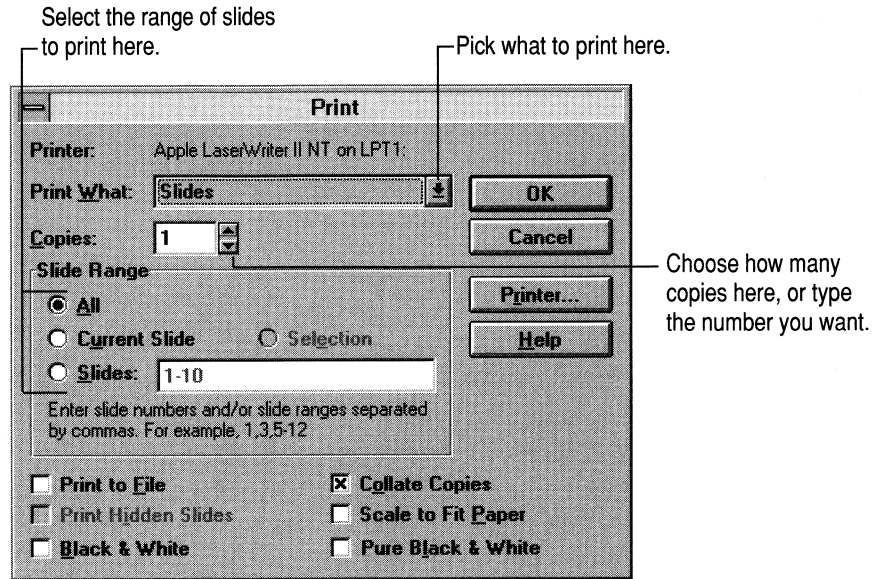 Select the range of slides
to print here.
Pick what to print here.
Print
Printer: Apple LaserWriter II NT on LPT1:
Print What: Slides
OK
Copies: 1
Cancel
Slide Range
All
Printer...
Choose how many
copies here, or type
the number you want.
Current Slide Selection
Help
Slides: 1-10
Enter slide numbers and/or slide ranges separated
by commas. For example, 1,3,5-12
Print to File Collate Copies
Print Hidden Slides Scale to Fit Paper
Black & White Pure Black & White